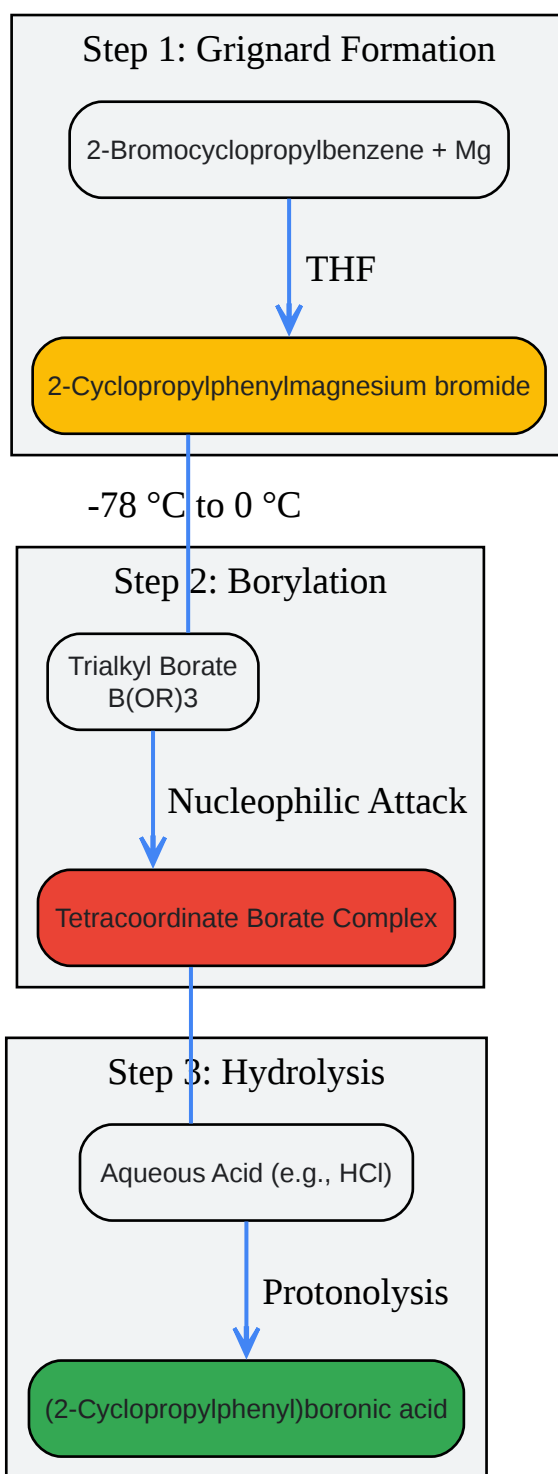 Step 1: Grignard Formation
2-Bromocyclopropylbenzene + Mg
THF
2-Cyclopropylphenylmagnesium bromide
-78 °C to 0 °C
Step 2: Borylation
Trialkyl Borate
B(OR)3
Nucleophilic Attack
Tetracoordinate Borate Complex
Step 3: Hydrolysis
Aqueous Acid (e.g., HCl)
Protonolysis
(2-Cyclopropylphenyl)boronic acid